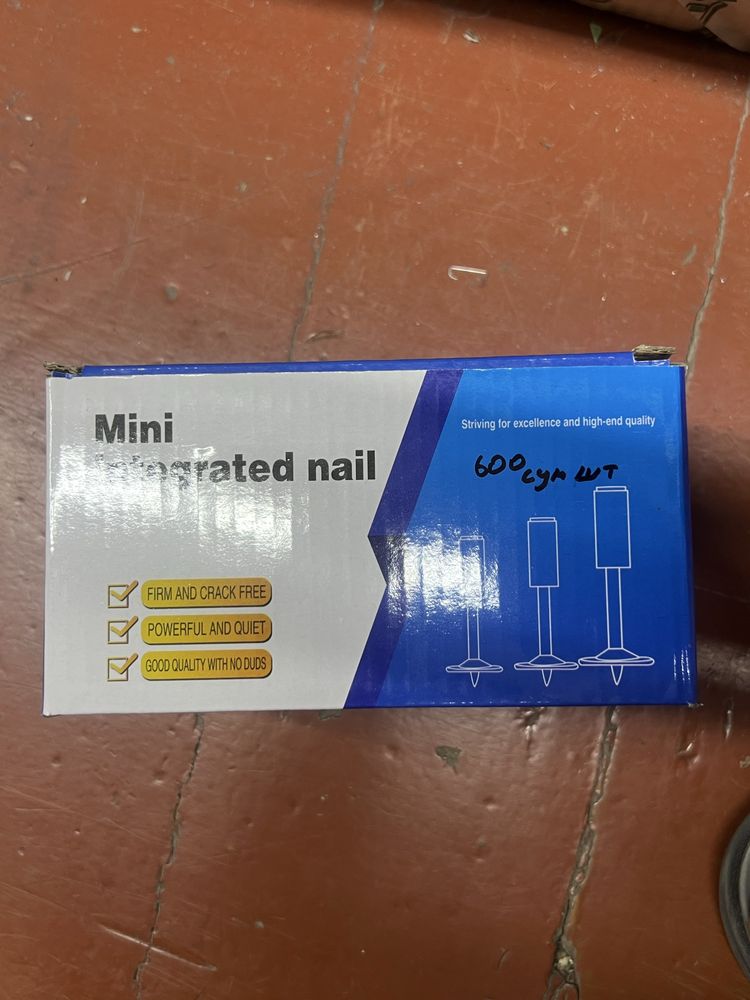 Mini
integrated nail
Striving for excellence and high-end quality
600 сум шт
FIRM AND CRACK FREE
POWERFUL AND QUIET
GOOD QUALITY WITH NO DUDS